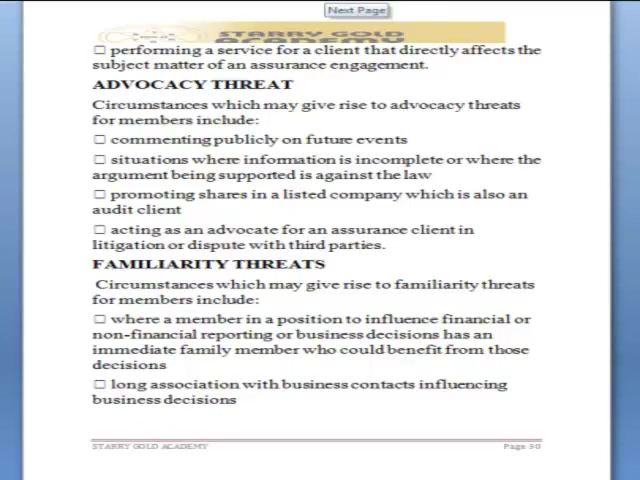 Next Page
STARRY GOLD
ACADEMY
☐ performing a service for a client that directly affects the
subject matter of an assurance engagement.
ADVOCACY THREAT
Circumstances which may give rise to advocacy threats
for members include:
☐ commenting publicly on future events
☐ situations where information is incomplete or where the
argument being supported is against the law
☐ promoting shares in a listed company which is also an
audit client
☐ acting as an advocate for an assurance client in
litigation or dispute with third parties.
FAMILIARITY THREATS
Circumstances which may give rise to familiarity threats
for members include:
☐ where a member in a position to influence financial or
non-financial reporting or business decisions has an
immediate family member who could benefit from those
decisions
☐ long association with business contacts influencing
business decisions
STARRY GOLD ACADEMY Page 30